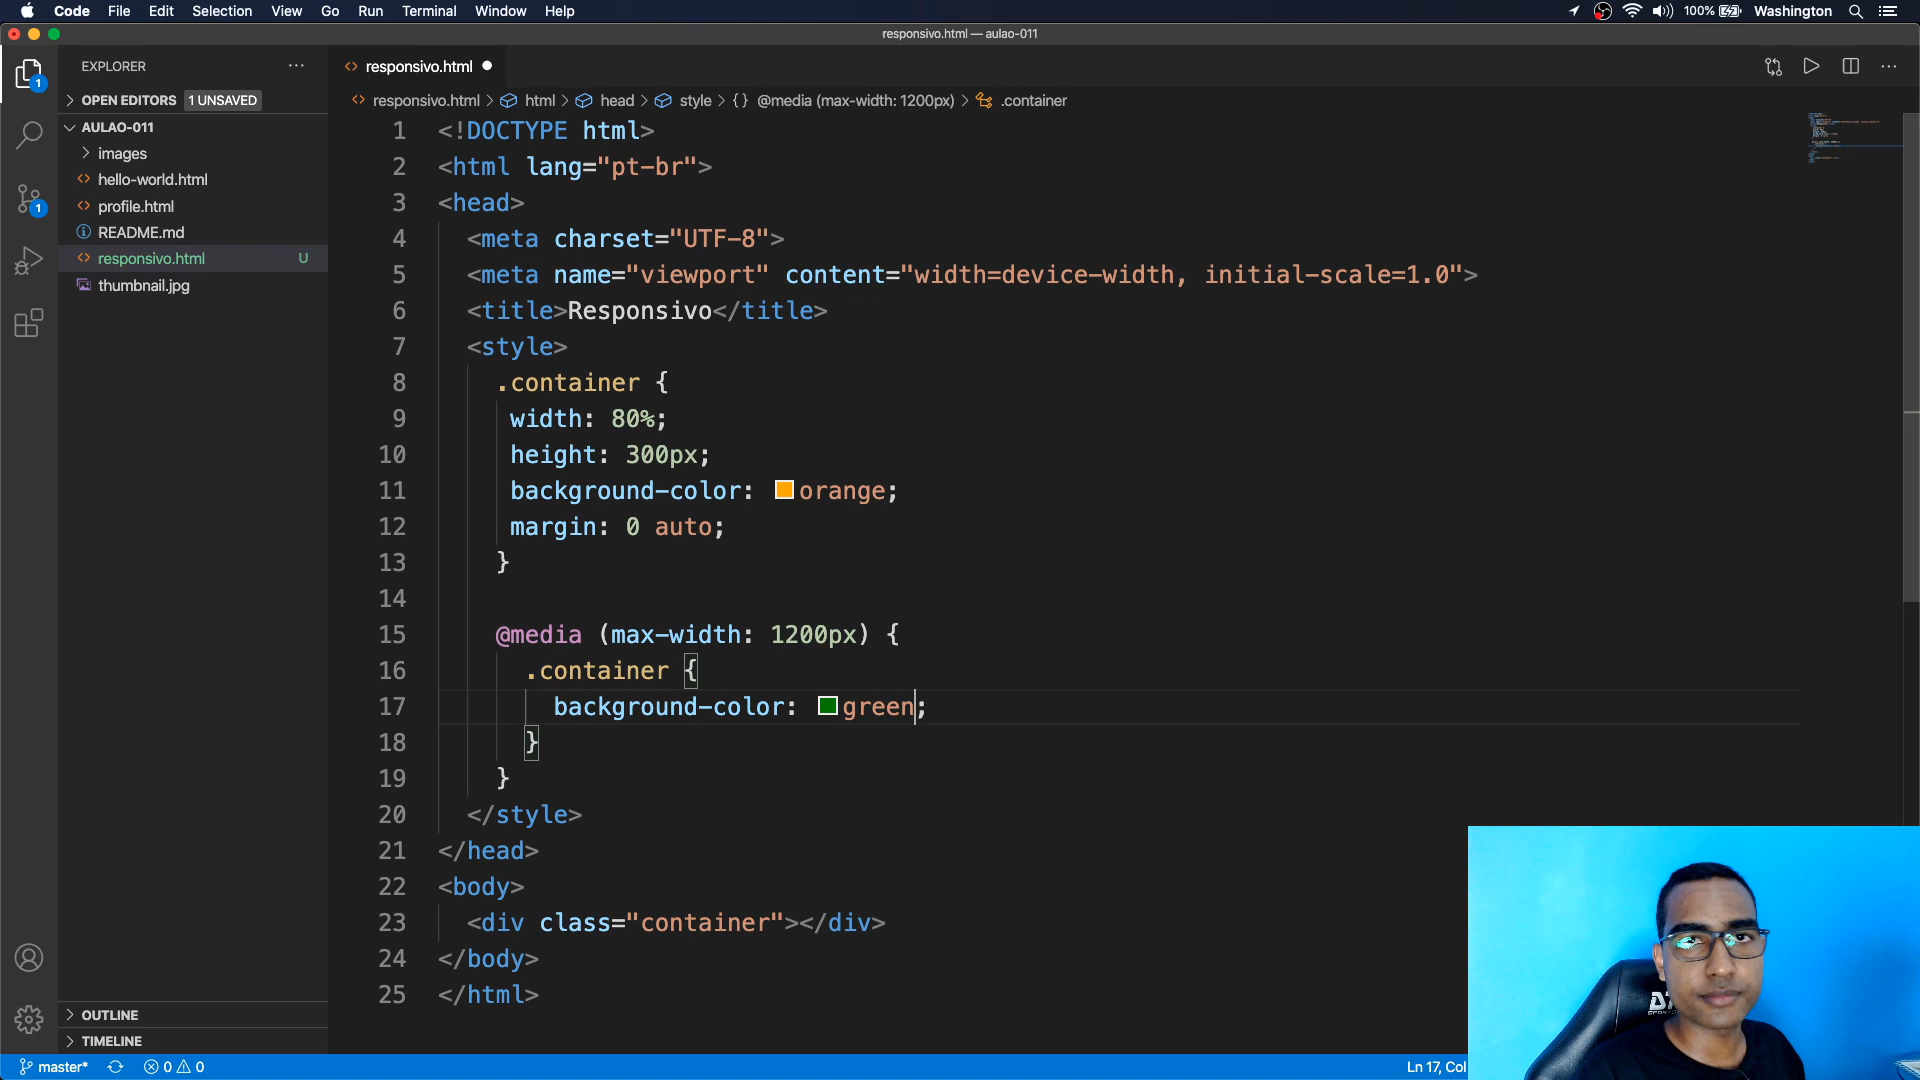 Code File Edit Selection View Go Run Terminal Window Help 100% Washington
responsivo.html — aulao-011
EXPLORER
OPEN EDITORS 1 UNSAVED
AULAO-011
images
hello-world.html
profile.html
README.md
responsivo.html U
thumbnail.jpg
OUTLINE
TIMELINE
1
1
responsivo.html
responsivo.html > html > head > style > {} @media (max-width: 1200px) > .container
1 <!DOCTYPE html>
2 <html lang="pt-br">
3 <head>
4 <meta charset="UTF-8">
5 <meta name="viewport" content="width=device-width, initial-scale=1.0">
6 <title>Responsivo</title>
7 <style>
8 .container {
9 width: 80%;
10 height: 300px;
11 background-color: orange;
12 margin: 0 auto;
13 }
14
15 @media (max-width: 1200px) {
16 .container {
17 background-color: green;
18 }
19 }
20 </style>
21 </head>
22 <body>
23 <div class="container"></div>
24 </body>
25 </html>
master* 0 0 Ln 17, Col